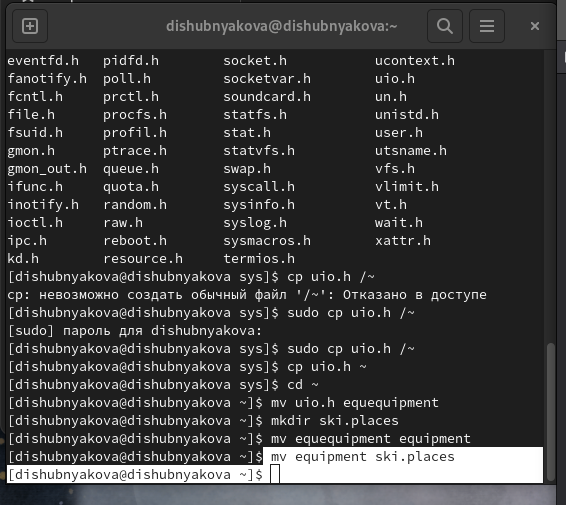 dishubnyakova@dishubnyakova:~
eventfd.h pidfd.h socket.h ucontext.h
fanotify.h poll.h socketvar.h uio.h
fcntl.h prctl.h soundcard.h un.h
file.h procfs.h statfs.h unistd.h
fsuid.h profil.h stat.h user.h
gmon.h ptrace.h statvfs.h utsname.h
gmon_out.h queue.h swap.h vfs.h
ifunc.h quota.h syscall.h vlimit.h
inotify.h random.h sysinfo.h vt.h
ioctl.h raw.h syslog.h wait.h
ipc.h reboot.h sysmacros.h xattr.h
kd.h resource.h termios.h
[dishubnyakova@dishubnyakova sys]$ cp uio.h /~
cp: невозможно создать обычный файл '/~': Отказано в доступе
[dishubnyakova@dishubnyakova sys]$ sudo cp uio.h /~
[sudo] пароль для dishubnyakova:
[dishubnyakova@dishubnyakova sys]$ sudo cp uio.h /~
[dishubnyakova@dishubnyakova sys]$ cp uio.h ~
[dishubnyakova@dishubnyakova sys]$ cd ~
[dishubnyakova@dishubnyakova ~]$ mv uio.h equequipment
[dishubnyakova@dishubnyakova ~]$ mkdir ski.places
[dishubnyakova@dishubnyakova ~]$ mv equequipment equipment
[dishubnyakova@dishubnyakova ~]$ mv equipment ski.places
[dishubnyakova@dishubnyakova ~]$